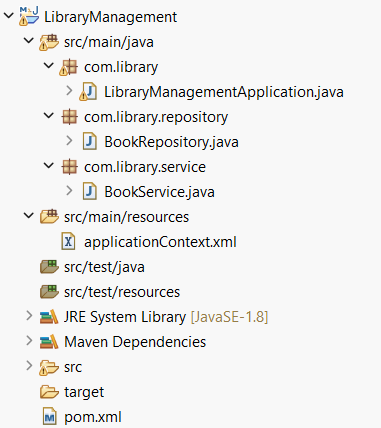 LibraryManagement
src/main/java
com.library
LibraryManagementApplication.java
com.library.repository
BookRepository.java
com.library.service
BookService.java
src/main/resources
applicationContext.xml
src/test/java
src/test/resources
JRE System Library [JavaSE-1.8]
Maven Dependencies
src
target
pom.xml